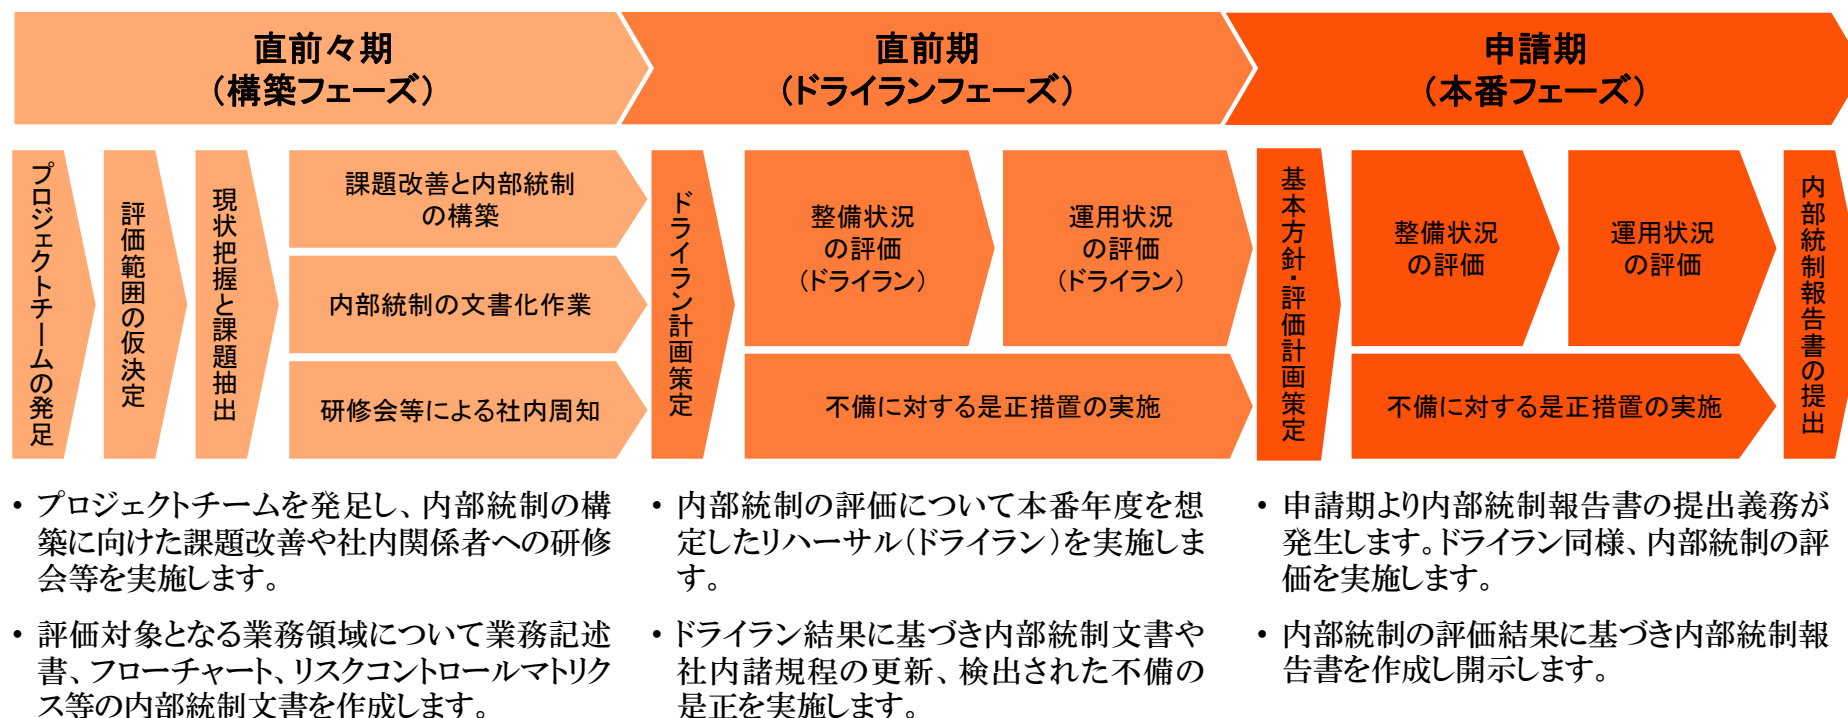 直前々期
（構築フェーズ）
直前期
（ドライランフェーズ）
申請期
（本番フェーズ）
プロジェクトチームの発足
評価範囲の仮決定
現状把握と課題抽出
課題改善と内部統制
の構築
内部統制の文書化作業
研修会等による社内周知
ドライラン計画策定
整備状況
の評価
（ドライラン）
運用状況
の評価
（ドライラン）
不備に対する是正措置の実施
基本方針・評価計画策定
整備状況
の評価
運用状況
の評価
不備に対する是正措置の実施
内部統制報告書の提出
・プロジェクトチームを発足し、内部統制の構
築に向けた課題改善や社内関係者への研修
会等を実施します。
・評価対象となる業務領域について業務記述
書、フローチャート、リスクコントロールマトリク
ス等の内部統制文書を作成します。
・内部統制の評価について本番年度を想
定したリハーサル（ドライラン）を実施しま
す。
・ドライラン結果に基づき内部統制文書や
社内諸規程の更新、検出された不備の
是正を実施します。
・申請期より内部統制報告書の提出義務が
発生します。ドライラン同様、内部統制の評
価を実施します。
・内部統制の評価結果に基づき内部統制報
告書を作成し開示します。